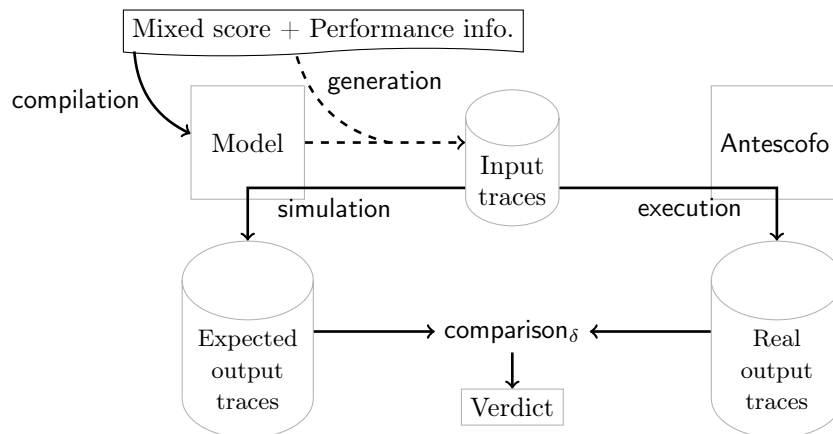 Mixed score + Performance info.
generation
compilation
Model
Antescofo
Input
traces
simulation
execution
Expected
output
traces
comparisonδ
Real
output
traces
Verdict